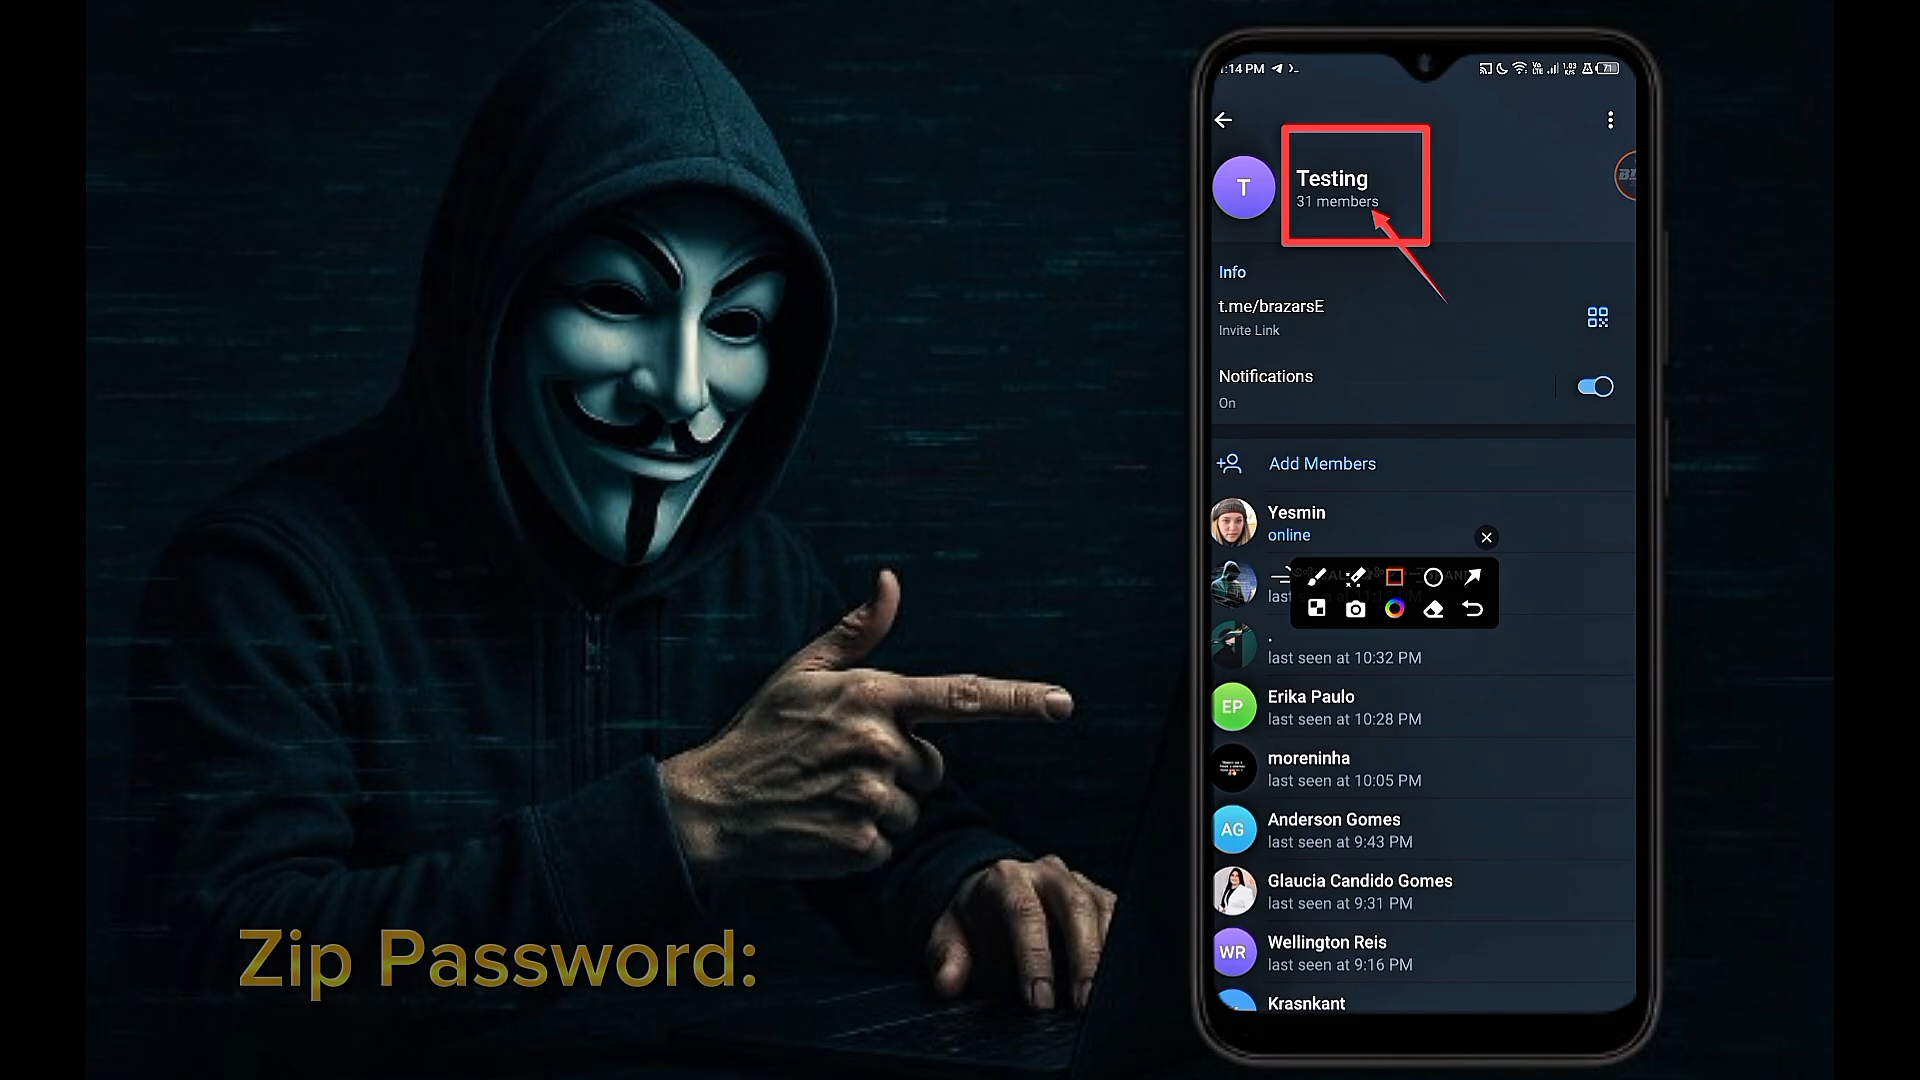 :14 PM
Testing
31 members
Info
t.me/brazarsE
Invite Link
Notifications
On
Add Members
Yesmin
online
last seen at 10:32 PM
EP
Erika Paulo
last seen at 10:28 PM
moreninha
last seen at 10:05 PM
AG
Anderson Gomes
last seen at 9:43 PM
Glaucia Candido Gomes
last seen at 9:31 PM
WR
Wellington Reis
last seen at 9:16 PM
Krasnkant
T
71
Zip Password: